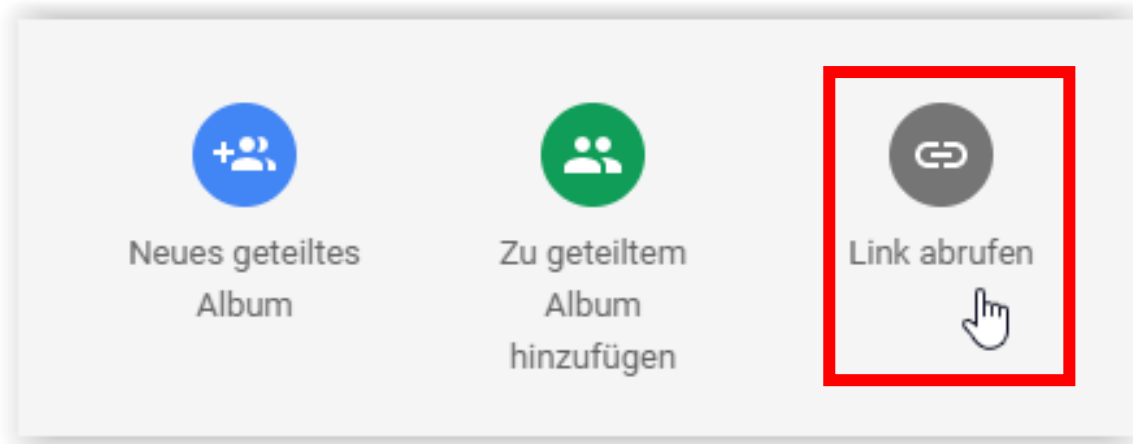 Neues geteiltes
Album
Zu geteiltem
Album
hinzufügen
Link abrufen